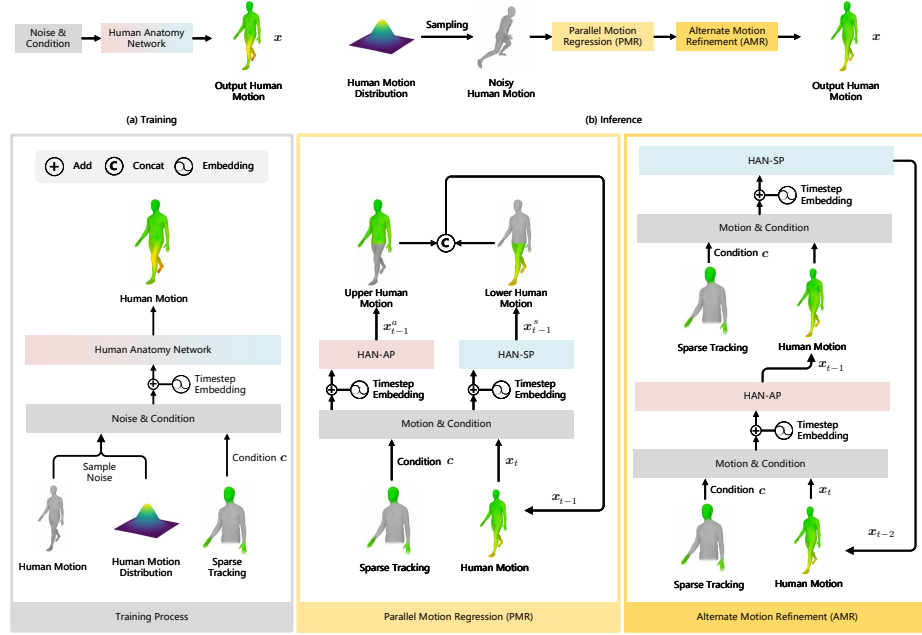 Noise &
Condition
Human Anatomy
Network
x
Output Human
Motion
(a) Training
Sampling
Human Motion
Distribution
Noisy
Human Motion
Parallel Motion
Regression (PMR)
Alternate Motion
Refinement (AMR)
x
Output Human
Motion
(b) Inference
+ Add
C Concat
Embedding
Human Motion
Human Anatomy Network
+
Timestep
Embedding
Noise & Condition
Sample
Noise
Condition c
Human Motion
Human Motion
Distribution
Sparse
Tracking
Training Process
C
Upper Human
Motion
Lower Human
Motion
x^a_{t-1}
x^s_{t-1}
HAN-AP
HAN-SP
+
Timestep
Embedding
+
Timestep
Embedding
Motion & Condition
Condition c
x_t
x_{t-1}
Sparse Tracking
Human Motion
Parallel Motion Regression (PMR)
HAN-SP
+
Timestep
Embedding
Motion & Condition
Condition c
Sparse Tracking
Human Motion
x_{t-1}
HAN-AP
+
Timestep
Embedding
Motion & Condition
Condition c
x_t
x_{t-2}
Sparse Tracking
Human Motion
Alternate Motion Refinement (AMR)